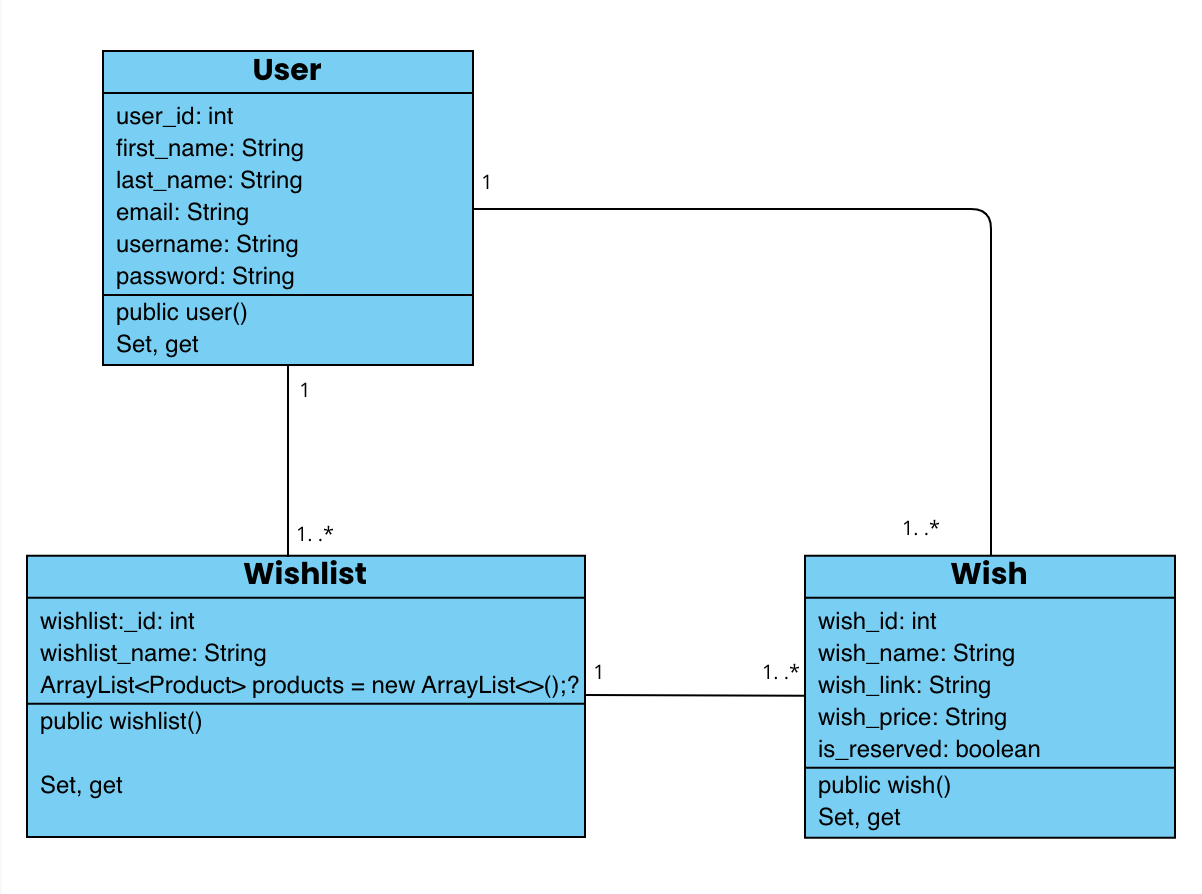 User
user_id: int
first_name: String
last_name: String
email: String
username: String
password: String
public user()
Set, get
1
1
1. .*
1. .*
Wishlist
wishlist:_id: int
wishlist_name: String
ArrayList<Product> products = new ArrayList<>();?
public wishlist()
Set, get
1
1. .*
Wish
wish_id: int
wish_name: String
wish_link: String
wish_price: String
is_reserved: boolean
public wish()
Set, get